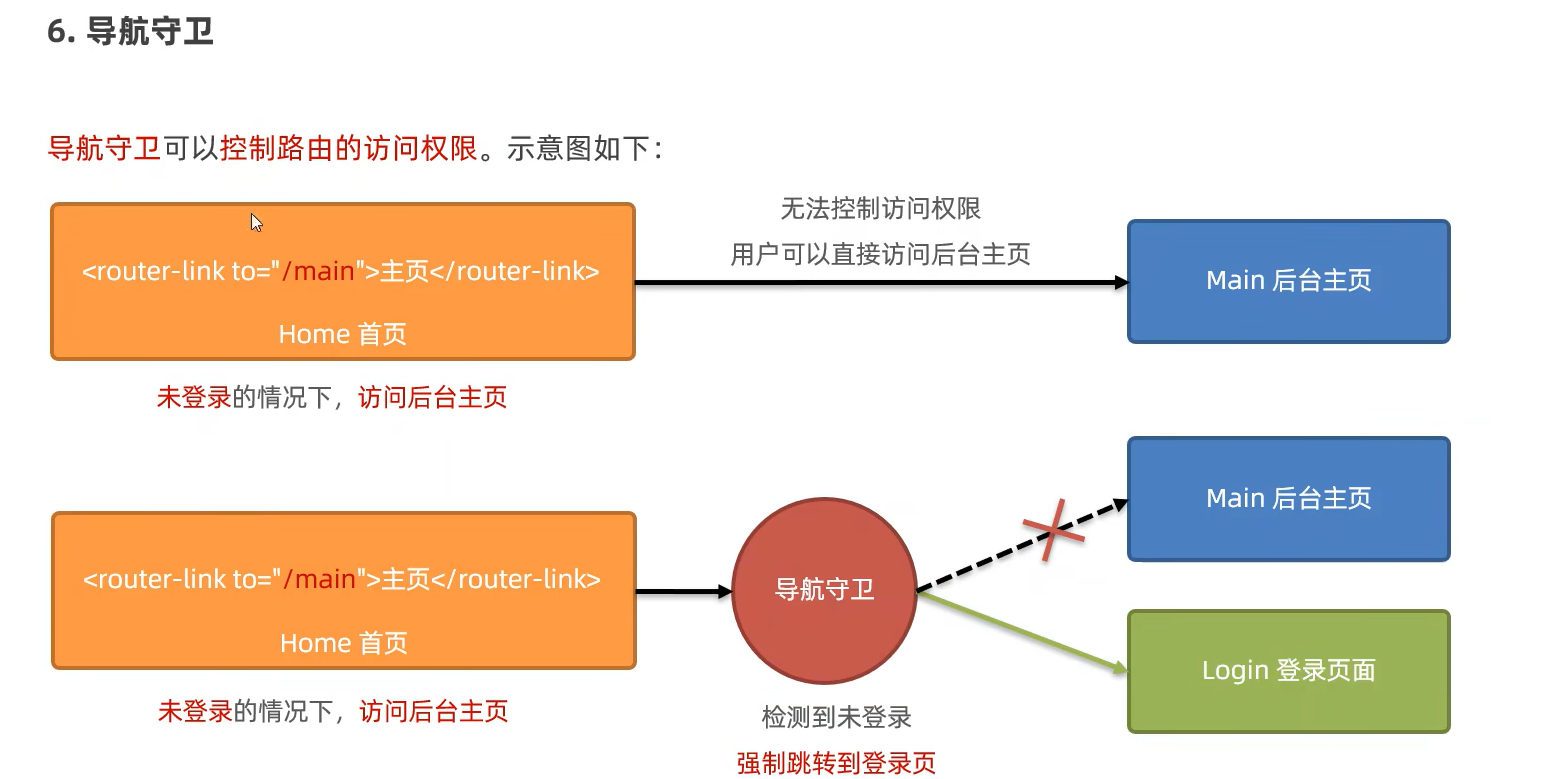 6. 导航守卫
导航守卫可以控制路由的访问权限。示意图如下：
<router-link to="/main">主页</router-link>
Home 首页
未登录的情况下，访问后台主页
无法控制访问权限
用户可以直接访问后台主页
Main 后台主页
<router-link to="/main">主页</router-link>
Home 首页
未登录的情况下，访问后台主页
导航守卫
检测到未登录
强制跳转到登录页
Main 后台主页
Login 登录页面